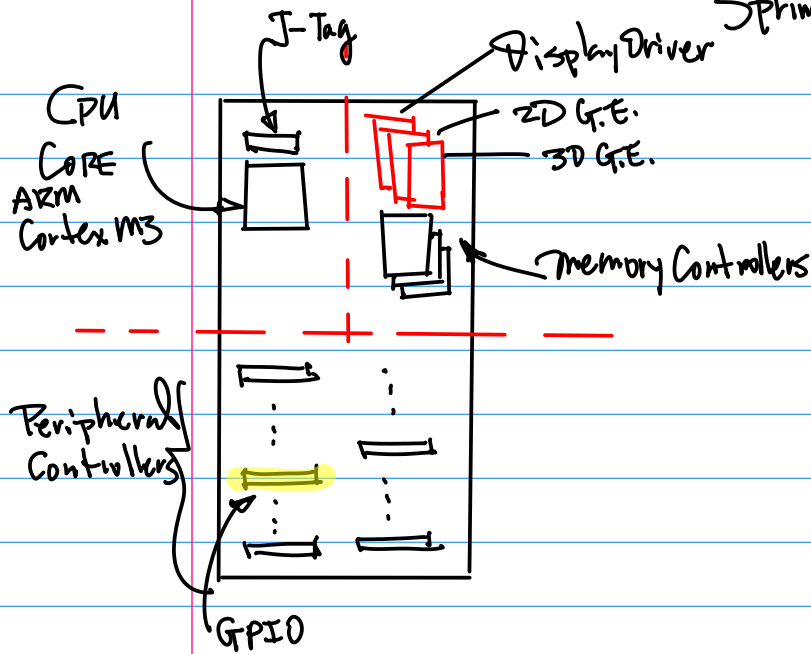 J-Tag
Display Driver
2D G.E.
3D G.E.
CPU
CORE
ARM
Cortex M3
Memory Controllers
Peripheral
Controllers
GPIO